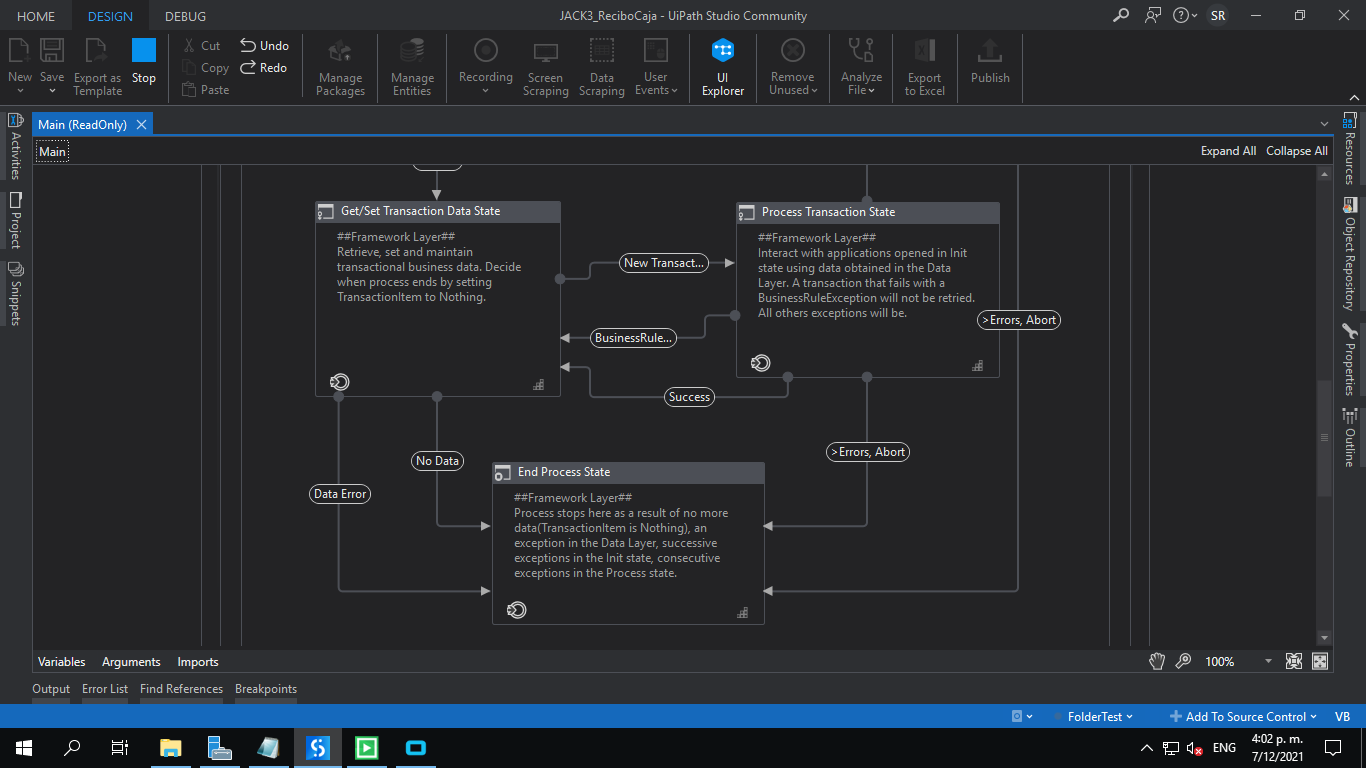 HOME DESIGN DEBUG JACK3_ReciboCaja - UiPath Studio Community SR
New Save Export as Template Stop
Cut Copy Paste
Undo Redo
Manage Packages
Manage Entities
Recording Screen Scraping Data Scraping User Events
UI Explorer
Remove Unused
Analyze File
Export to Excel
Publish
Main (ReadOnly)
Main Expand All Collapse All
Activities
Project
Snippets
Resources
Object Repository
Properties
Outline
Get/Set Transaction Data State
##Framework Layer##
Retrieve, set and maintain
transactional business data. Decide
when process ends by setting
TransactionItem to Nothing.
New Transact...
BusinessRule...
Success
Process Transaction State
##Framework Layer##
Interact with applications opened in Init
state using data obtained in the Data
Layer. A transaction that fails with a
BusinessRuleException will not be retried.
All others exceptions will be.
>Errors, Abort
>Errors, Abort
No Data
Data Error
End Process State
##Framework Layer##
Process stops here as a result of no more
data(TransactionItem is Nothing), an
exception in the Data Layer, successive
exceptions in the Init state, consecutive
exceptions in the Process state.
Variables Arguments Imports 100%
Output Error List Find References Breakpoints
FolderTest Add To Source Control VB
ENG 4:02 p. m.
7/12/2021